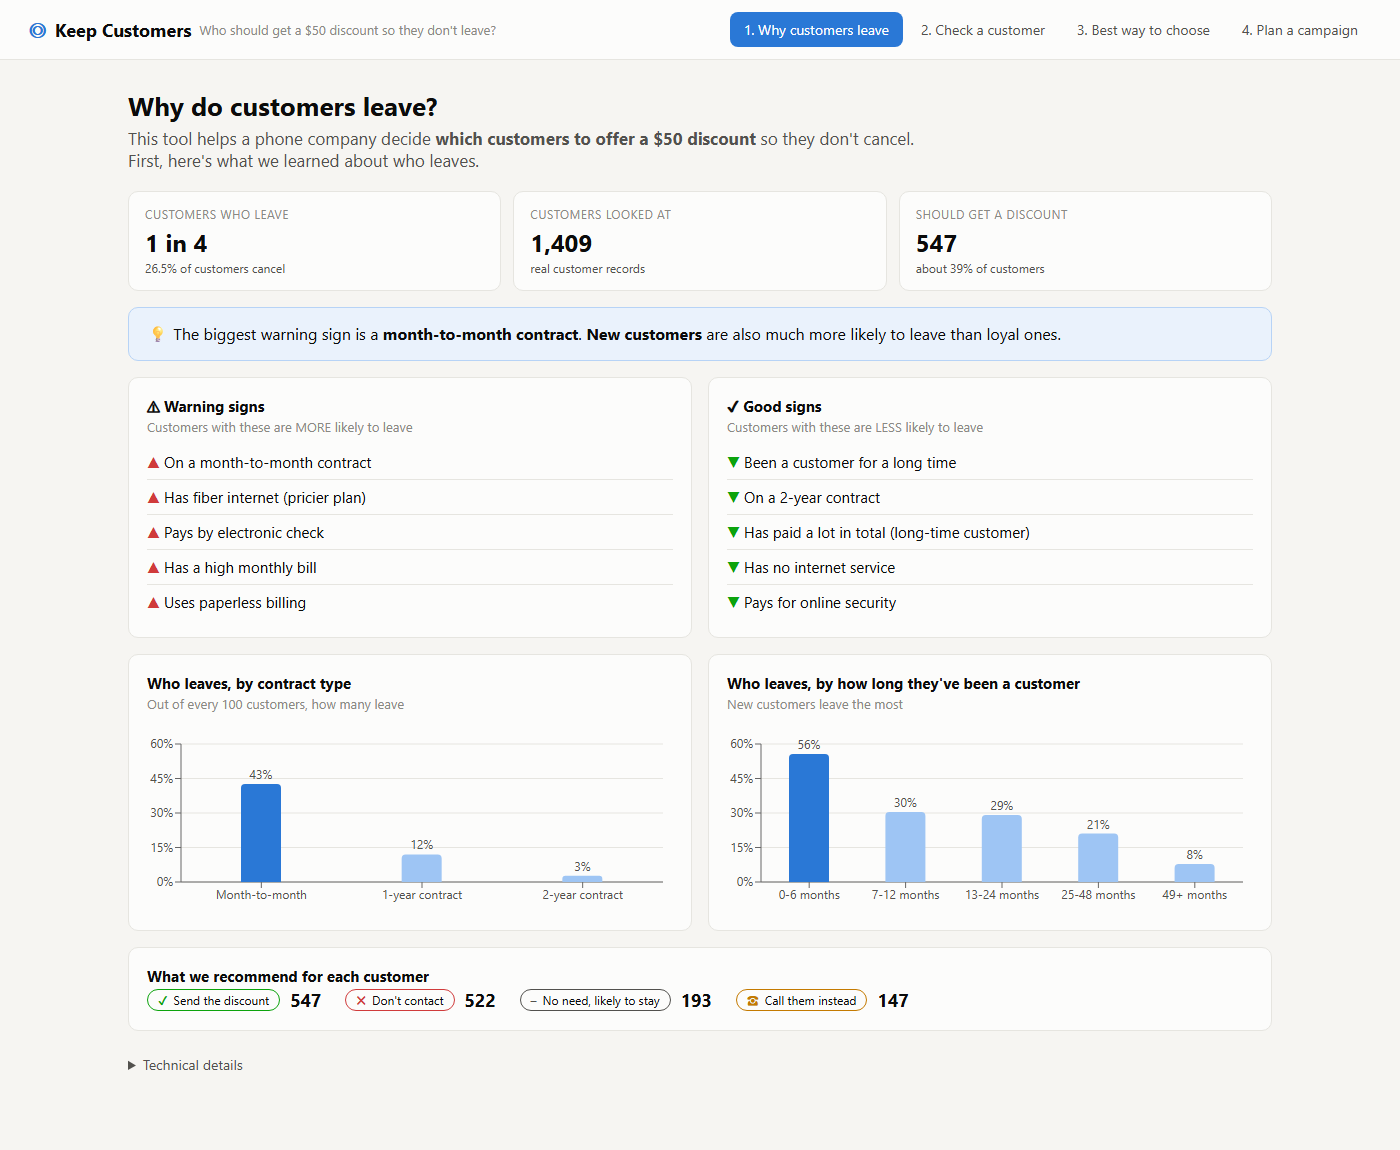 Keep Customers Who should get a $50 discount so they don't leave?
1. Why customers leave
2. Check a customer
3. Best way to choose
4. Plan a campaign
Why do customers leave?
This tool helps a phone company decide which customers to offer a $50 discount so they don't cancel.
First, here's what we learned about who leaves.
CUSTOMERS WHO LEAVE
1 in 4
26.5% of customers cancel
CUSTOMERS LOOKED AT
1,409
real customer records
SHOULD GET A DISCOUNT
547
about 39% of customers
💡 The biggest warning sign is a month-to-month contract. New customers are also much more likely to leave than loyal ones.
⚠ Warning signs
Customers with these are MORE likely to leave
▲ On a month-to-month contract
▲ Has fiber internet (pricier plan)
▲ Pays by electronic check
▲ Has a high monthly bill
▲ Uses paperless billing
✓ Good signs
Customers with these are LESS likely to leave
▼ Been a customer for a long time
▼ On a 2-year contract
▼ Has paid a lot in total (long-time customer)
▼ Has no internet service
▼ Pays for online security
Who leaves, by contract type
Out of every 100 customers, how many leave
60%
45%
30%
15%
0%
43%
12%
3%
Month-to-month
1-year contract
2-year contract
Who leaves, by how long they've been a customer
New customers leave the most
60%
45%
30%
15%
0%
56%
30%
29%
21%
8%
0-6 months
7-12 months
13-24 months
25-48 months
49+ months
What we recommend for each customer
✓ Send the discount 547
✕ Don't contact 522
– No need, likely to stay 193
☎ Call them instead 147
▶ Technical details